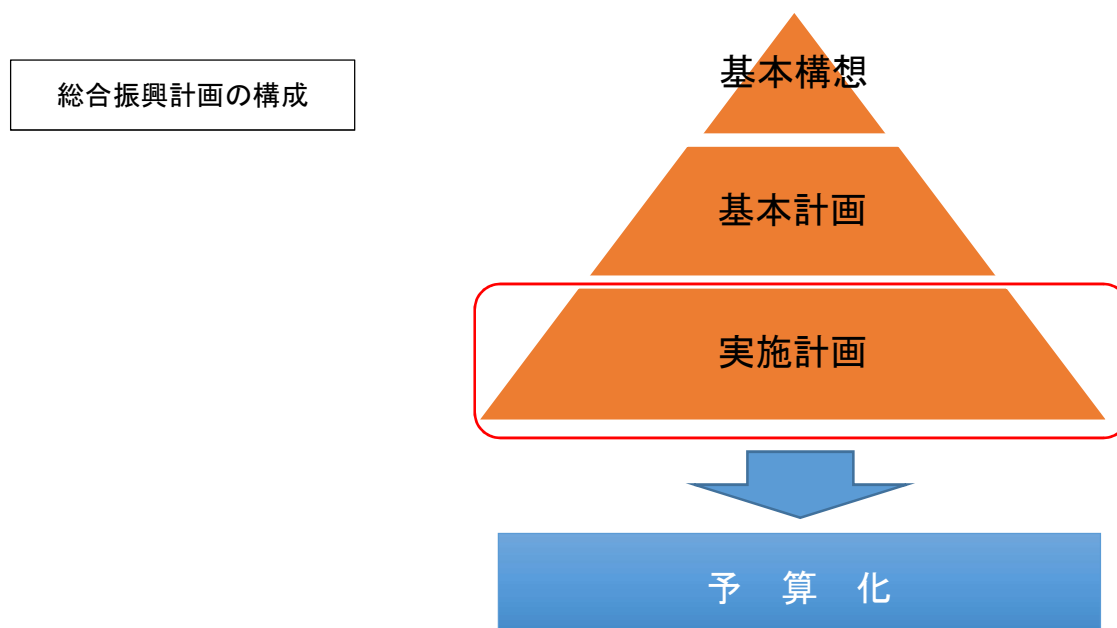 総合振興計画の構成
基本構想
基本計画
実施計画
予 算 化